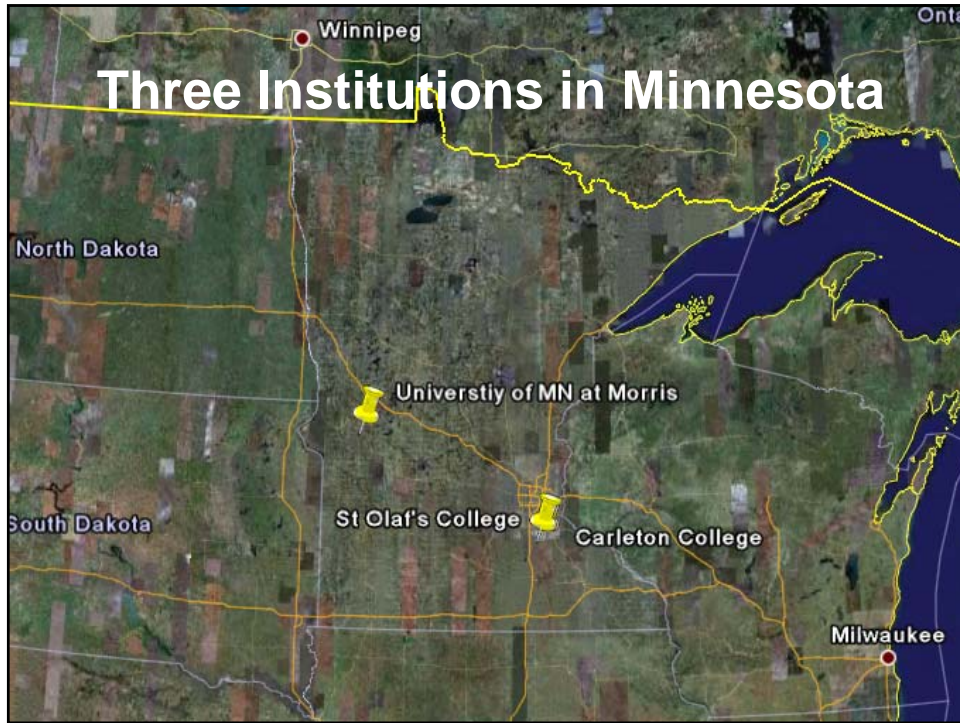 Winnipeg
Onta
Three Institutions in Minnesota
North Dakota
Universtiy of MN at Morris
South Dakota
St Olaf's College
Carleton College
Milwaukee